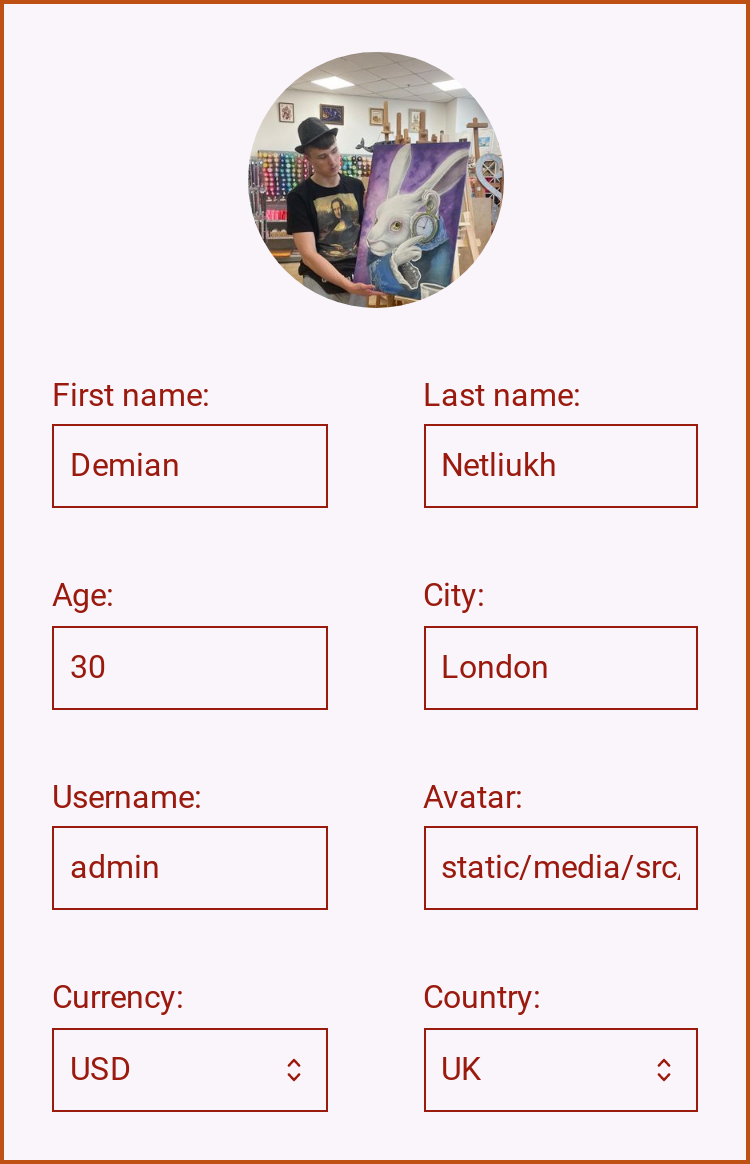 First name: Last name:
Demian Netliukh
Age: City:
30 London
Username: Avatar:
admin static/media/src/
Currency: Country:
USD UK